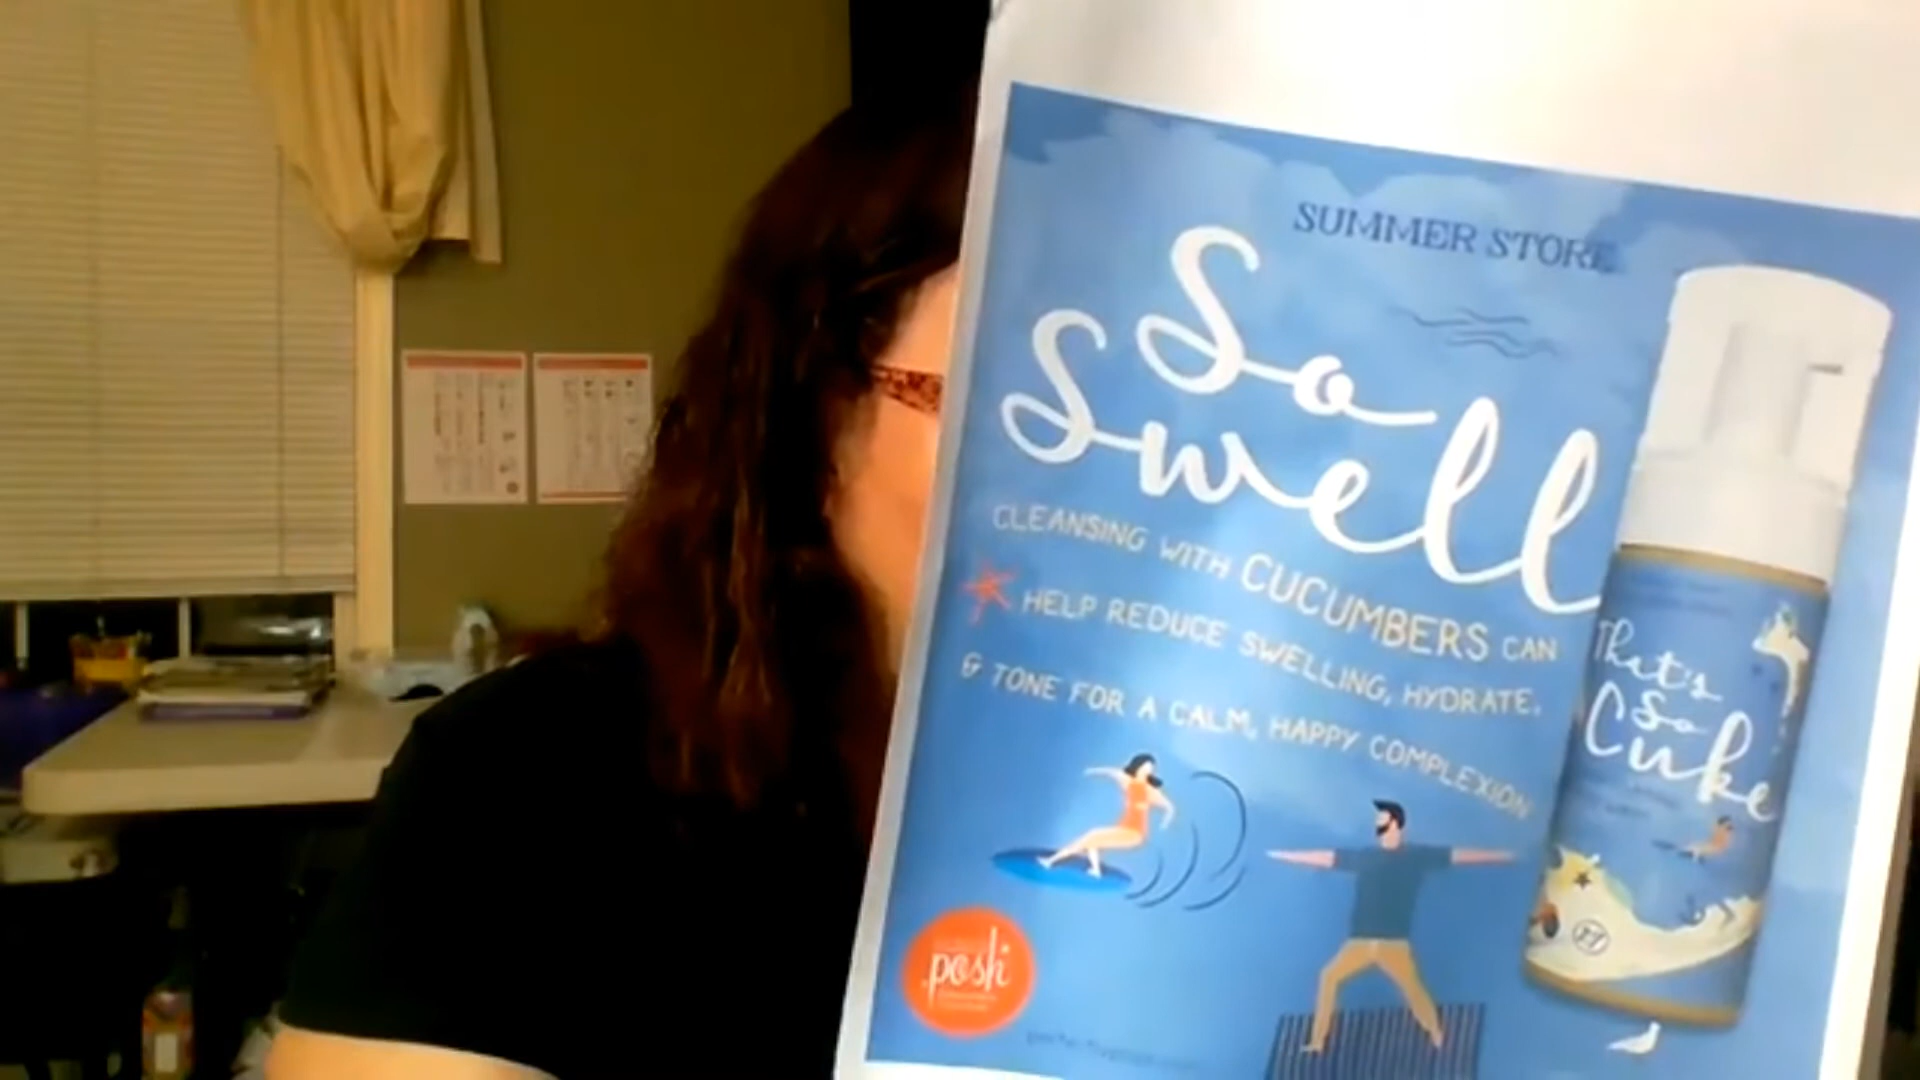 SUMMER STORE
So
Swell
CLEANSING WITH CUCUMBERS CAN
HELP REDUCE SWELLING, HYDRATE,
& TONE FOR A CALM, HAPPY COMPLEXION
That's
So
Cuke
posh